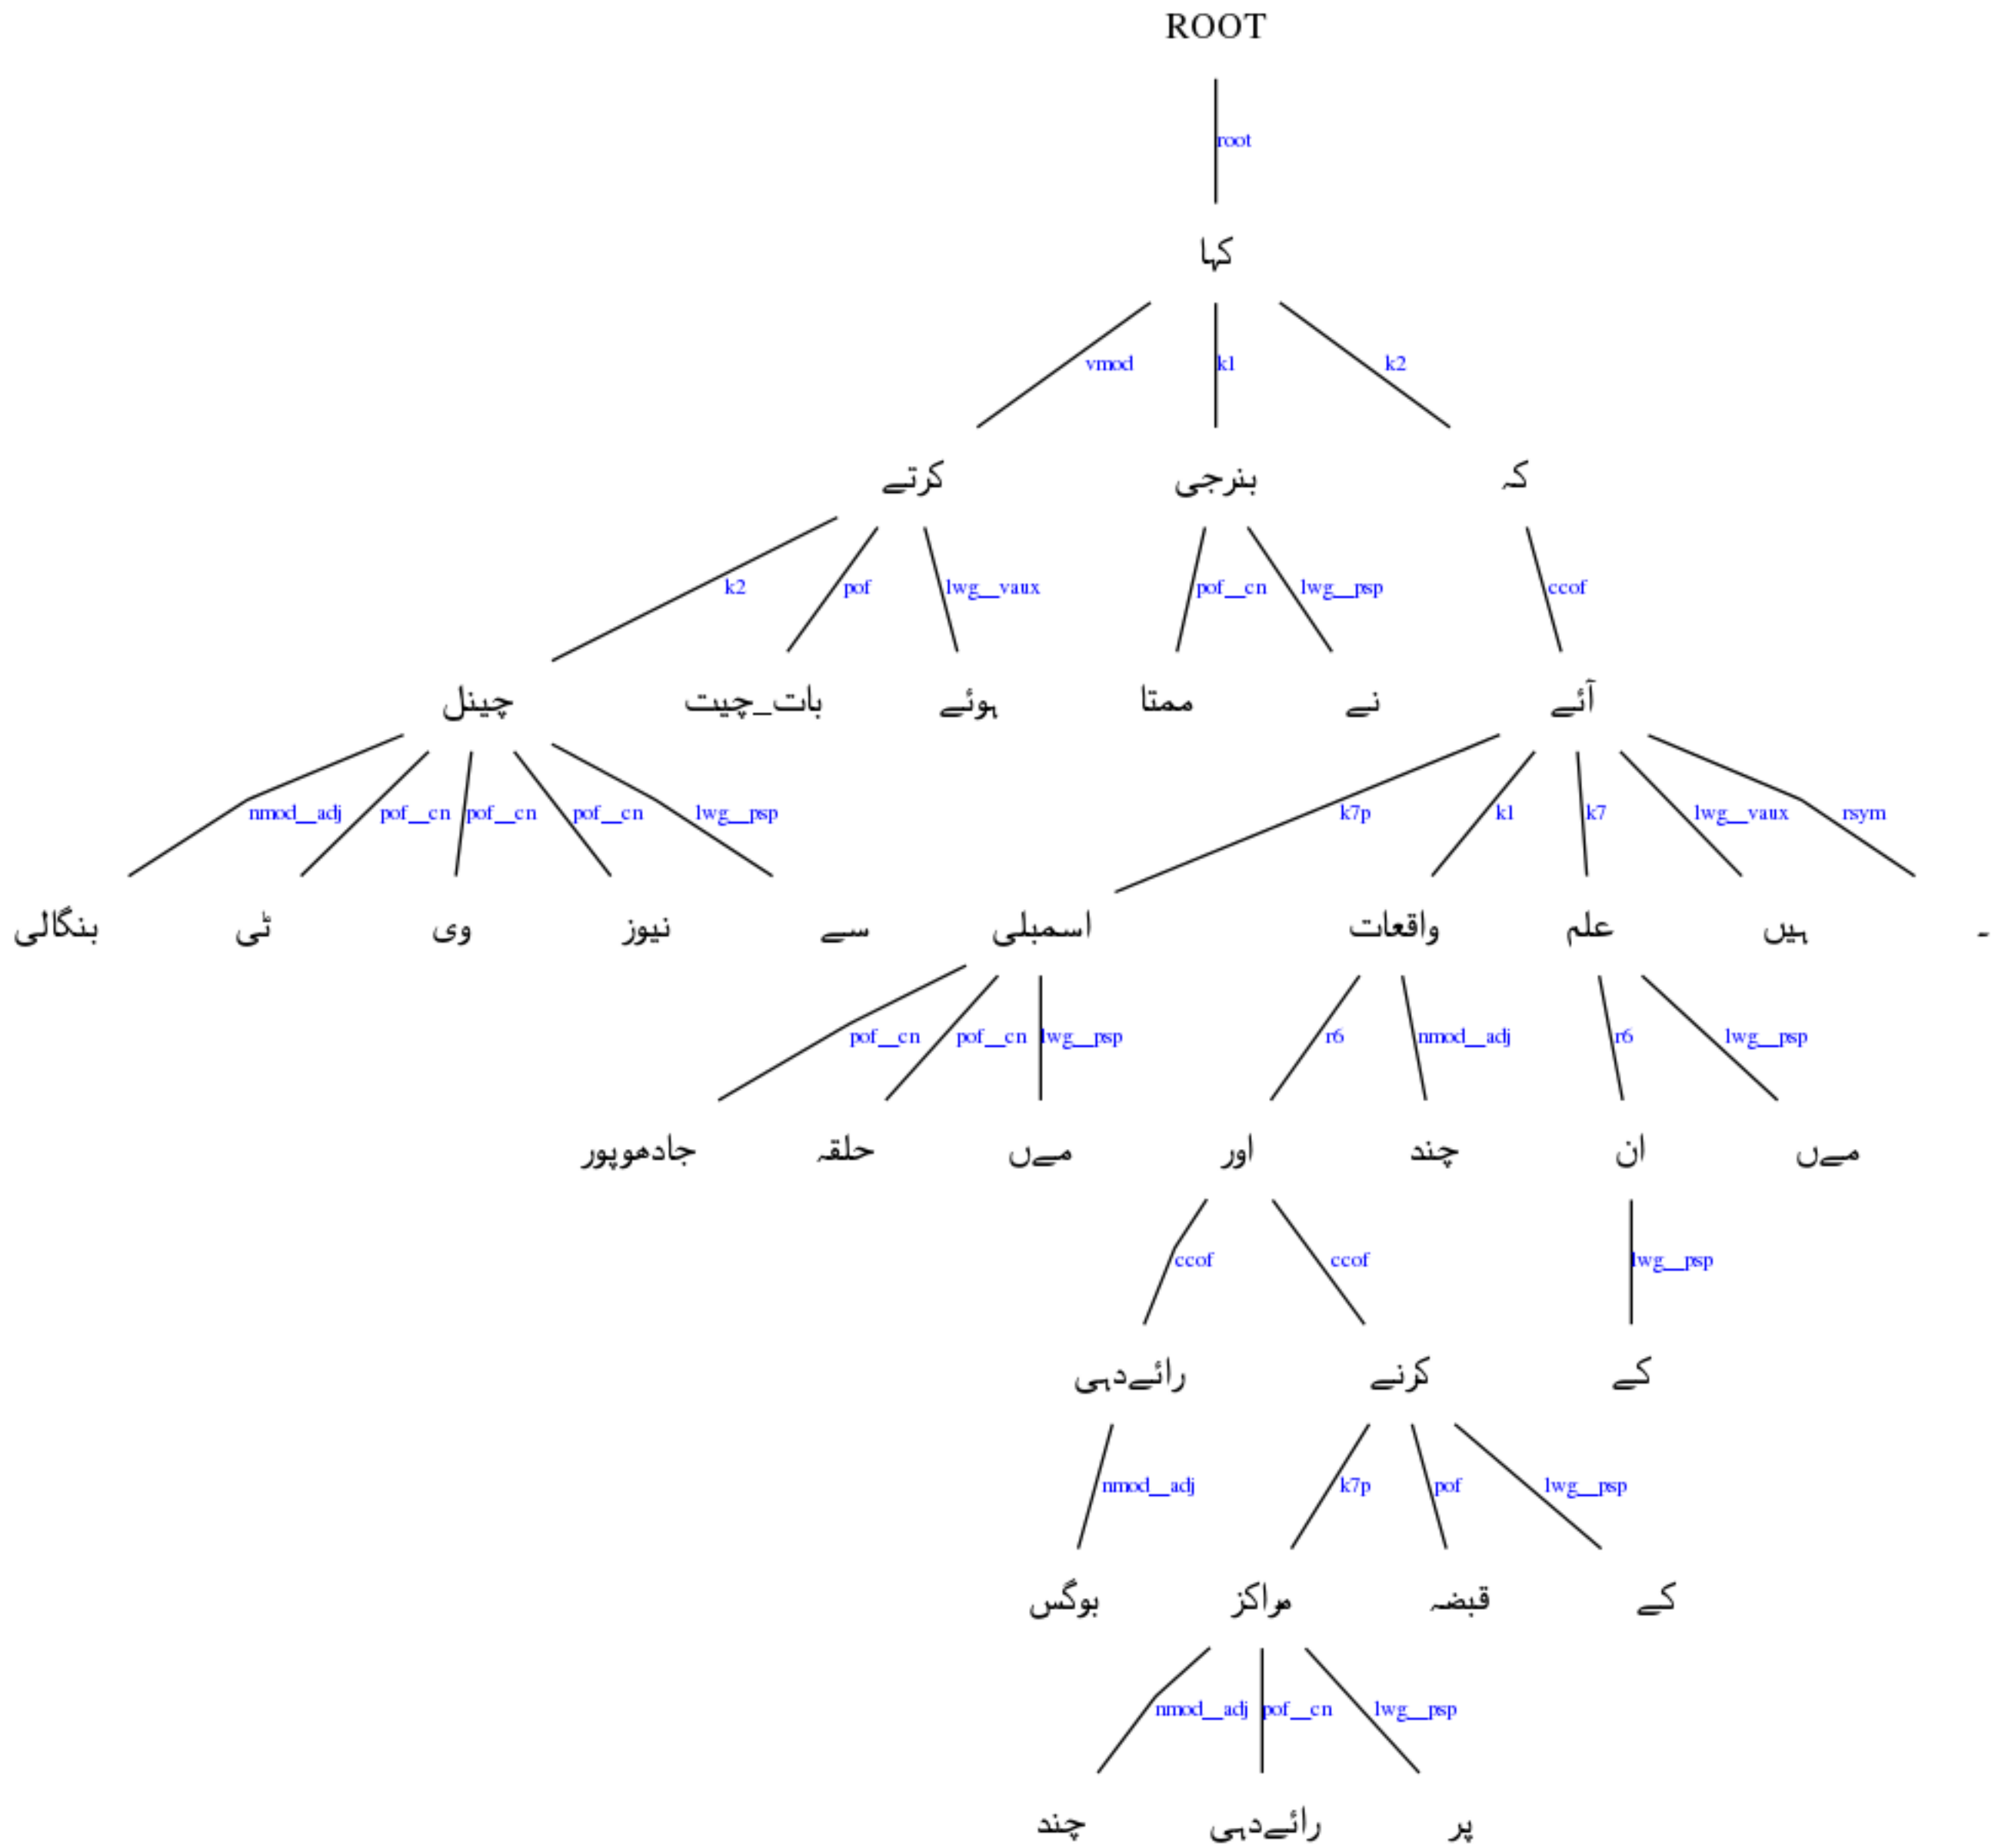 ROOT
root
کہا
vmod k1 k2
کرتے بنرجی کہ
k2 pof lwg__vaux pof__cn lwg__psp ccof
چینل بات_چیت ہوئے ممتا نے آئے
nmod__adj pof__cn pof__cn pof__cn lwg__psp k7p k1 k7 lwg__vaux rsym
بنگالی ٹی وی نیوز سے اسمبلی واقعات علم ہیں ۔
pof__cn pof__cn lwg__psp r6 nmod__adj r6 lwg__psp
جادھوپور حلقہ مےں اور چند ان مےں
ccof ccof lwg__psp
رائےدہی کرنے کے
nmod__adj k7p pof lwg__psp
بوگس مراکز قبضہ کے
nmod__adj pof__cn lwg__psp
چند رائےدہی پر